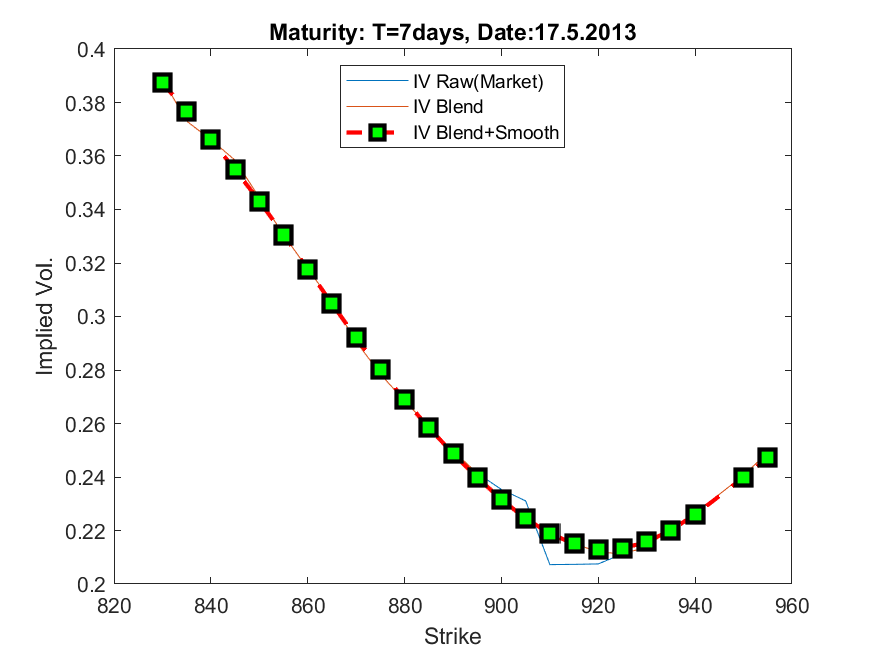 Maturity: T=7days, Date:17.5.2013
0.4
0.38
0.36
0.34
0.32
0.3
0.28
0.26
0.24
0.22
0.2
Implied Vol.
IV Raw(Market)
IV Blend
IV Blend+Smooth
820 840 860 880 900 920 940 960
Strike